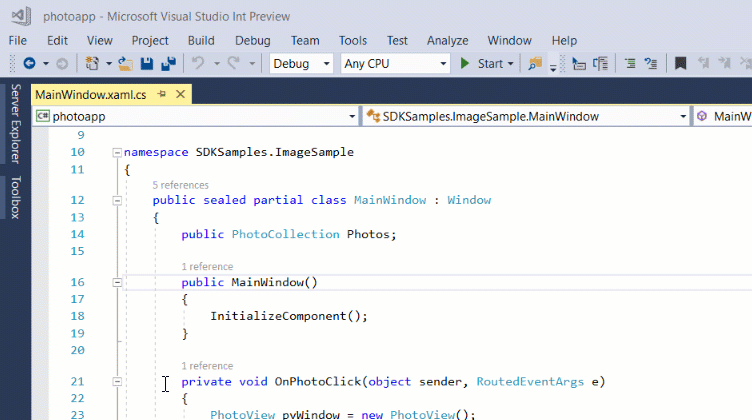 photoapp - Microsoft Visual Studio Int Preview
File Edit View Project Build Debug Team Tools Test Analyze Window Help
Debug Any CPU Start
Server Explorer
Toolbox
MainWindow.xaml.cs
photoapp SDKSamples.ImageSample.MainWindow MainW
9
10 namespace SDKSamples.ImageSample
11 {
5 references
12 public sealed partial class MainWindow : Window
13 {
14 public PhotoCollection Photos;
15
1 reference
16 public MainWindow()
17 {
18 InitializeComponent();
19 }
20
1 reference
21 private void OnPhotoClick(object sender, RoutedEventArgs e)
22 {
23 PhotoView pvWindow = new PhotoView();